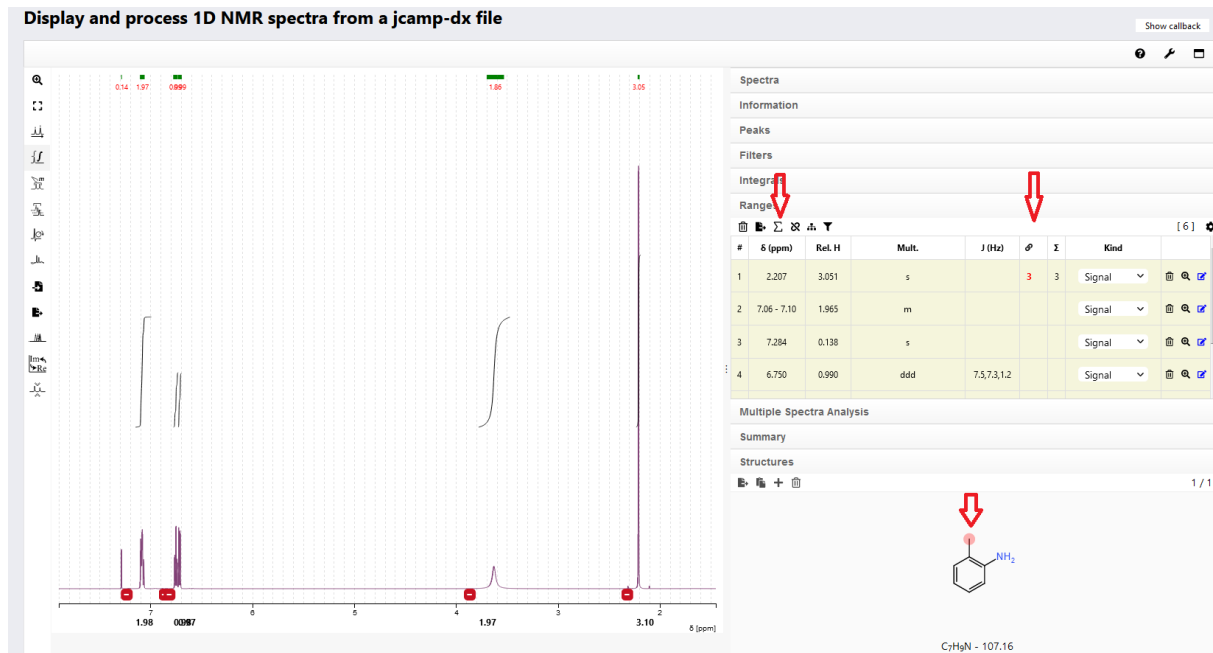 Display and process 1D NMR spectra from a jcamp-dx file
Show callback
0.14 1.97 1.86 3.05
Spectra
Information
Peaks
Filters
Integrals
Ranges
[ 6 ]
# δ (ppm) Rel. H Mult. J (Hz) Σ Kind
1 2.207 3.051 s 3 3 Signal
2 7.06 - 7.10 1.965 m Signal
3 7.284 0.138 s Signal
4 6.750 0.990 ddd 7.5,7.3,1.2 Signal
Multiple Spectra Analysis
Summary
Structures
1 / 1
NH₂
C₇H₉N - 107.16
7 6 5 4 3 2
1.98 1.97 3.10
δ [ppm]